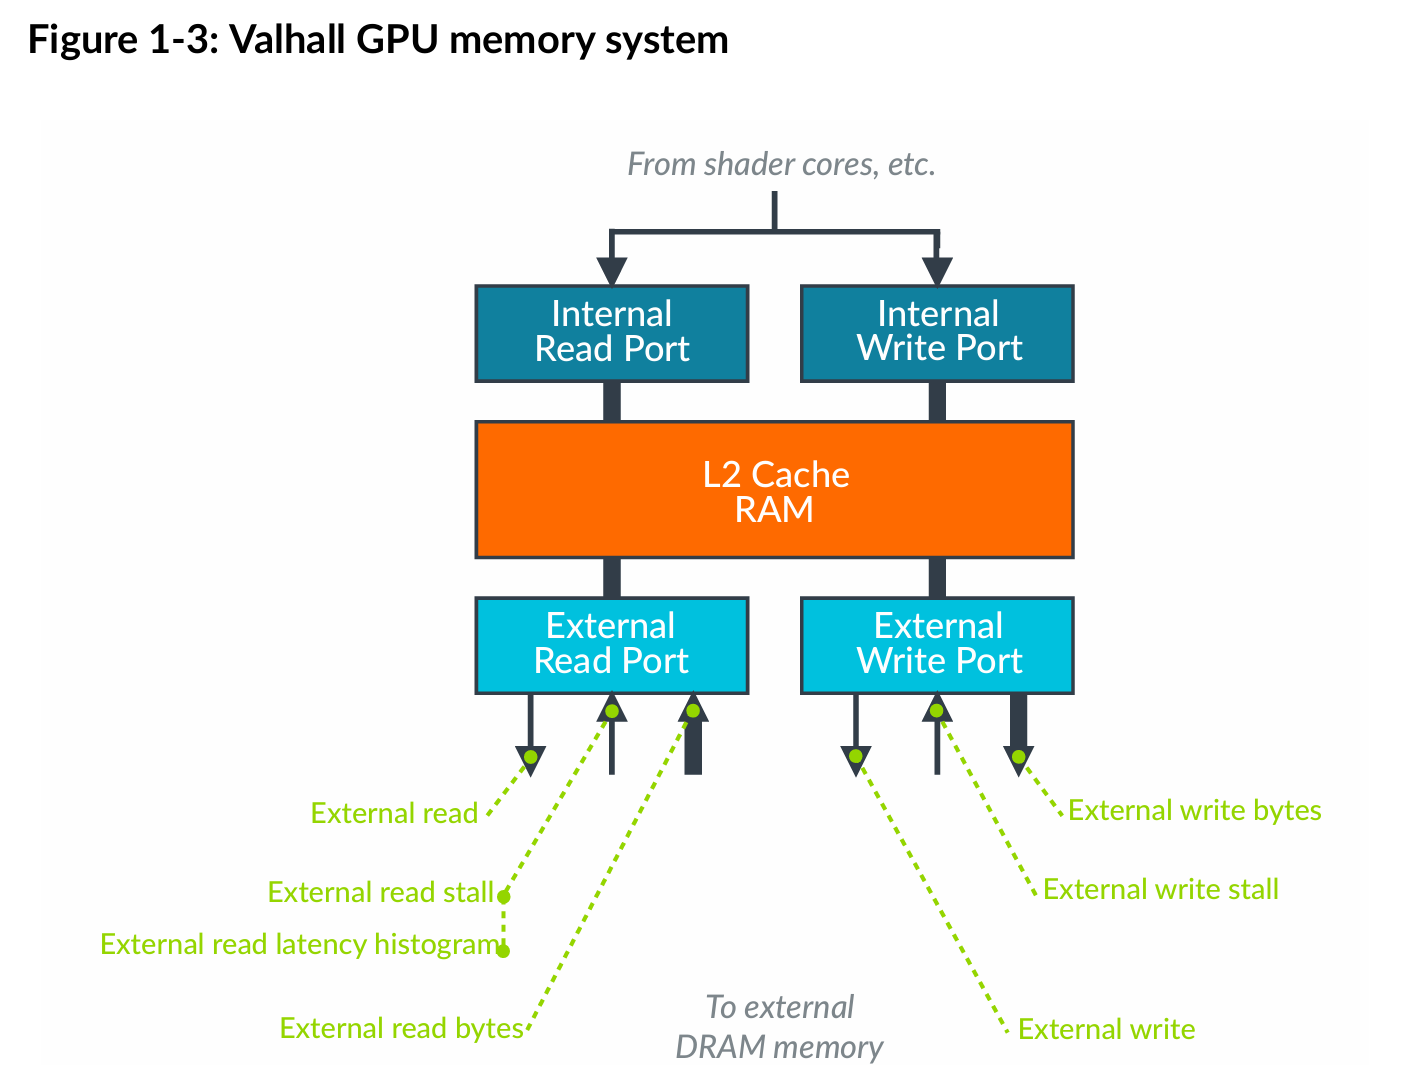 Figure 1-3: Valhall GPU memory system
From shader cores, etc.
Internal
Read Port
Internal
Write Port
L2 Cache
RAM
External
Read Port
External
Write Port
External read
External write bytes
External read stall
External write stall
External read latency histogram
External read bytes
To external
DRAM memory
External write